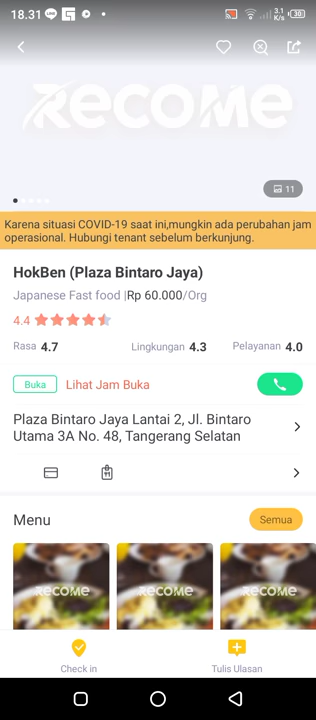 18.31
3.1
K/s
30
RECOME
11
Karena situasi COVID-19 saat ini,mungkin ada perubahan jam
operasional. Hubungi tenant sebelum berkunjung.
HokBen (Plaza Bintaro Jaya)
Japanese Fast food |Rp 60.000/Org
4.4
Rasa 4.7 Lingkungan 4.3 Pelayanan 4.0
Buka Lihat Jam Buka
Plaza Bintaro Jaya Lantai 2, Jl. Bintaro
Utama 3A No. 48, Tangerang Selatan
Menu Semua
RECOME RECOME RECOME
Check in Tulis Ulasan